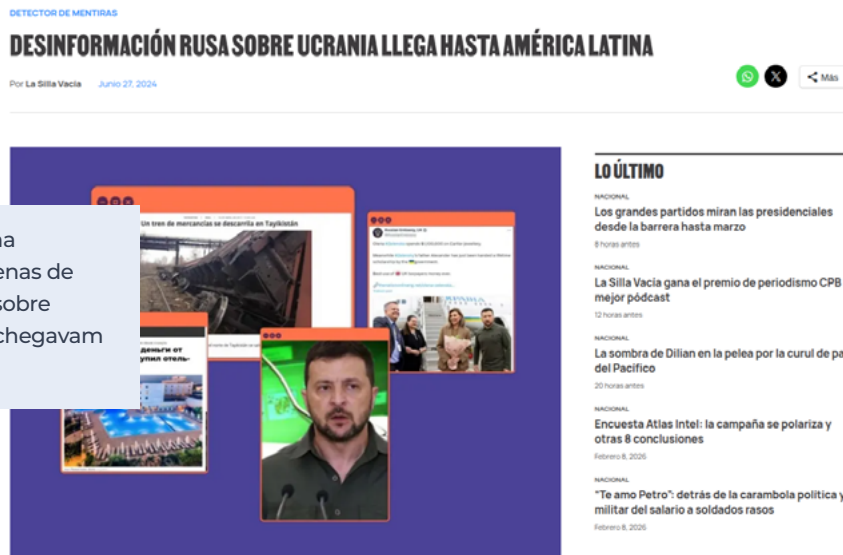 DETECTOR DE MENTIRAS
DESINFORMACIÓN RUSA SOBRE UCRANIA LLEGA HASTA AMÉRICA LATINA
Por La Silla Vacía Junio 27, 2024
Más
na
enas de
sobre
chegavam
Un tren de mercancías se descarrila en Tayikistán
деньги от
упил отель-
LO ÚLTIMO
NACIONAL
Los grandes partidos miran las presidenciales
desde la barrera hasta marzo
8 horas antes
NACIONAL
La Silla Vacía gana el premio de periodismo CPB
mejor pódcast
12 horas antes
NACIONAL
La sombra de Dilian en la pelea por la curul de pa
del Pacífico
20 horas antes
NACIONAL
Encuesta Atlas Intel: la campaña se polariza y
otras 8 conclusiones
Febrero 8, 2026
NACIONAL
"Te amo Petro": detrás de la carambola política y
militar del salario a soldados rasos
Febrero 8, 2026